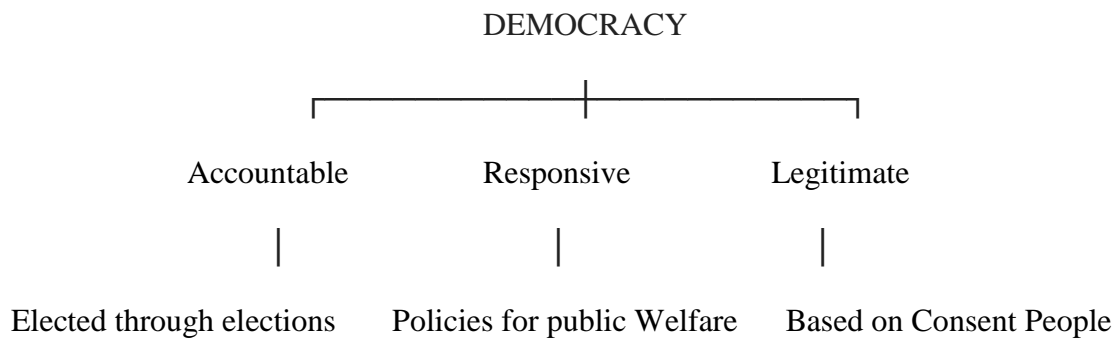 DEMOCRACY
Accountable Responsive Legitimate
Elected through elections Policies for public Welfare Based on Consent People